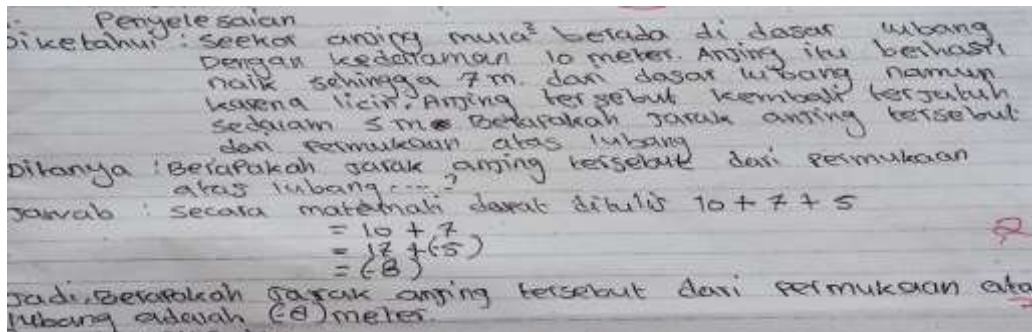 Penyelesaian
Diketahui : Seekor anjing mula² berada di dasar lubang
Dengan kedalaman 10 meter. Anjing itu berhasil
naik sehingga 7 m. dan dasar lubang namun
karena licin, Anjing tersebut kembali terjatuh
sedalam 5 m. Berapakah jarak anjing tersebut
dari permukaan atas lubang
Ditanya : Berapakah jarak anjing tersebut dari permukaan
atas lubang....?
Jawab : secara matemati dapat ditulis 10 + 7 + 5
= 10 + 7
= 17 + (-5)
= (-8)
Jadi, Berapakah jarak anjing tersebut dari permukaan ata
lubang adalah (-8) meter.